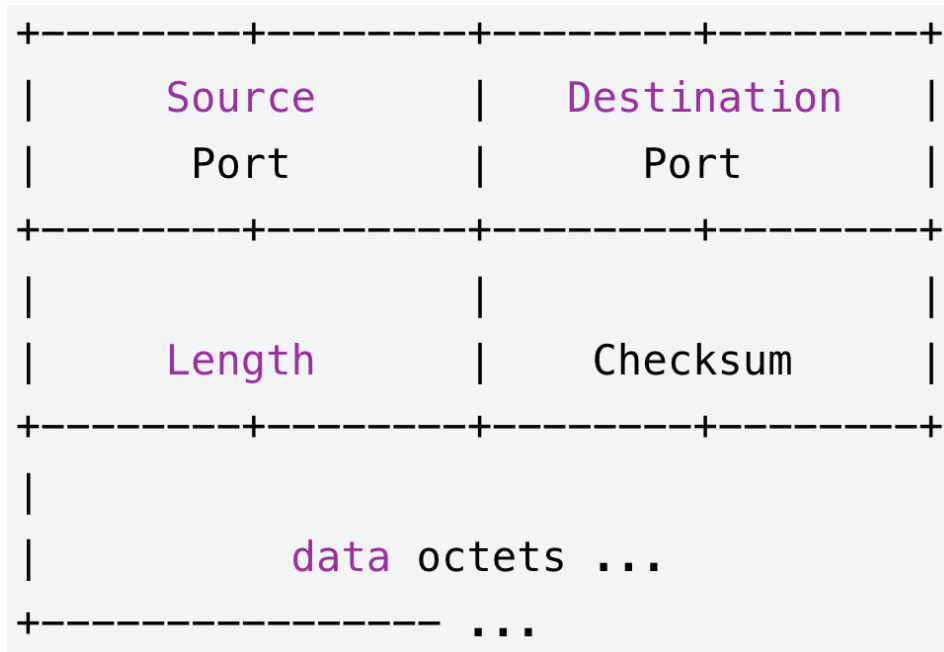 +--------+--------+--------+--------+
|     Source      |   Destination   |
|      Port       |      Port       |
+--------+--------+--------+--------+
|                 |                 |
|     Length      |    Checksum     |
+--------+--------+--------+--------+
|
|          data octets ...
+---------------- ...